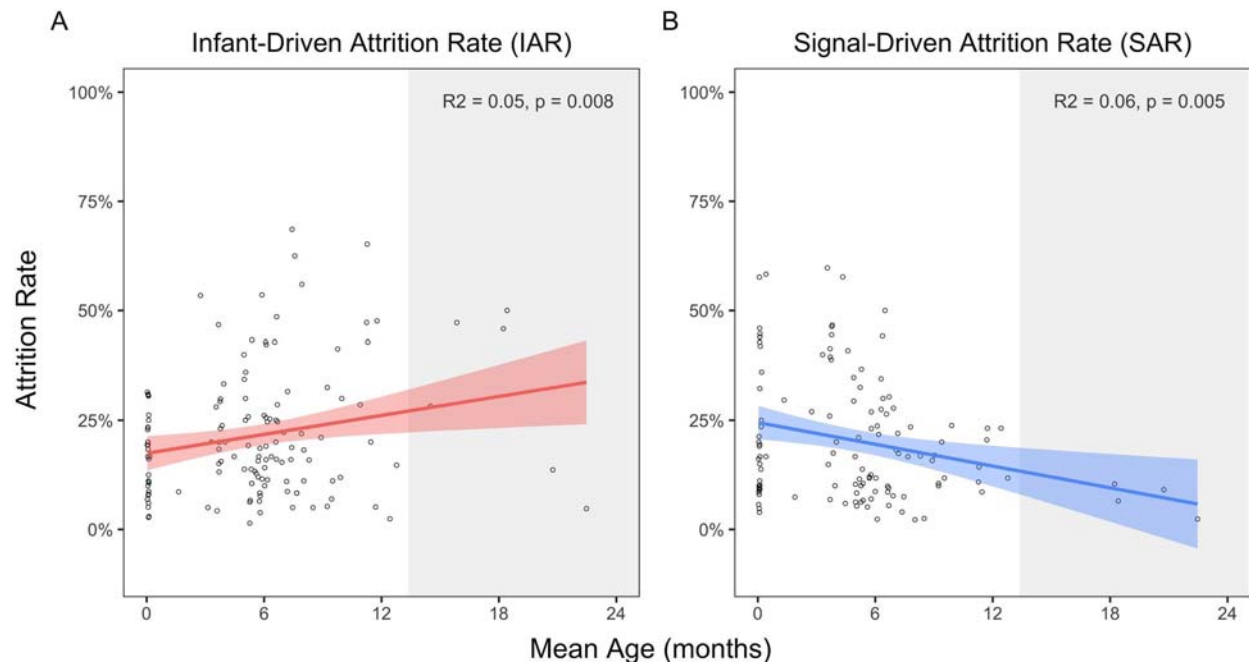 A
B
Infant-Driven Attrition Rate (IAR)
Signal-Driven Attrition Rate (SAR)
R2 = 0.05, p = 0.008
R2 = 0.06, p = 0.005
Attrition Rate
100%
75%
50%
25%
0%
100%
75%
50%
25%
0%
0 6 12 18 24
0 6 12 18 24
Mean Age (months)